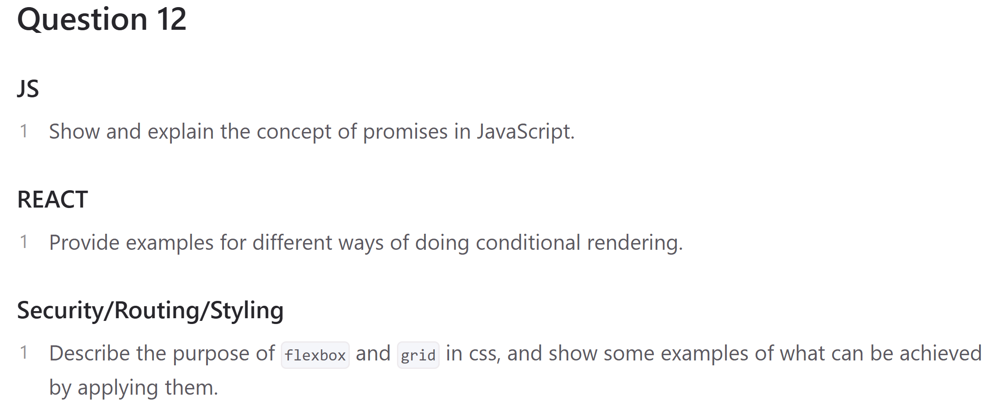 Question 12
JS
1 Show and explain the concept of promises in JavaScript.
REACT
1 Provide examples for different ways of doing conditional rendering.
Security/Routing/Styling
1 Describe the purpose of flexbox and grid in css, and show some examples of what can be achieved
by applying them.